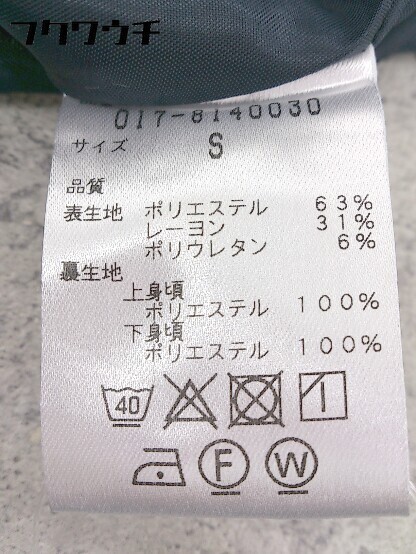 フクワウチ
017-8140030
サイズ S
品質
表生地 ポリエステル 63%
レーヨン 31%
ポリウレタン 6%
裏生地
上身頃
ポリエステル 100%
下身頃
ポリエステル 100%
40
F W